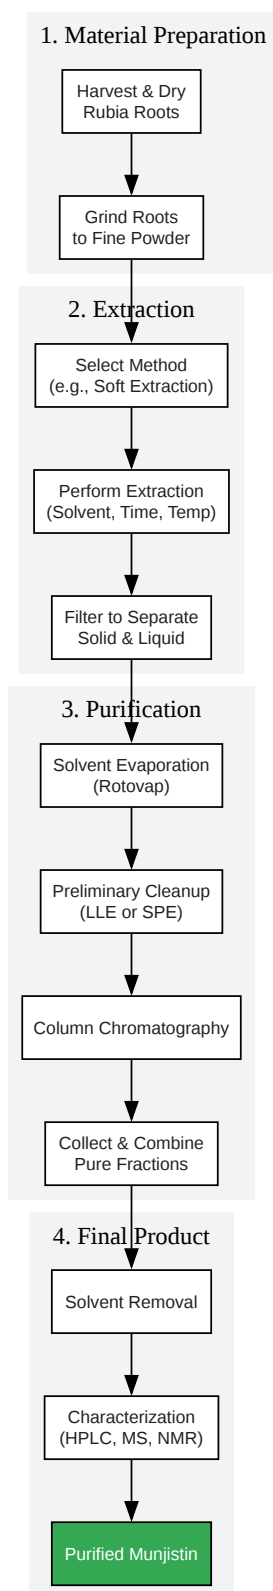 1. Material Preparation
Harvest & Dry
Rubia Roots
Grind Roots
to Fine Powder
2. Extraction
Select Method
(e.g., Soft Extraction)
Perform Extraction
(Solvent, Time, Temp)
Filter to Separate
Solid & Liquid
3. Purification
Solvent Evaporation
(Rotovap)
Preliminary Cleanup
(LLE or SPE)
Column Chromatography
Collect & Combine
Pure Fractions
4. Final Product
Solvent Removal
Characterization
(HPLC, MS, NMR)
Purified Munjistin